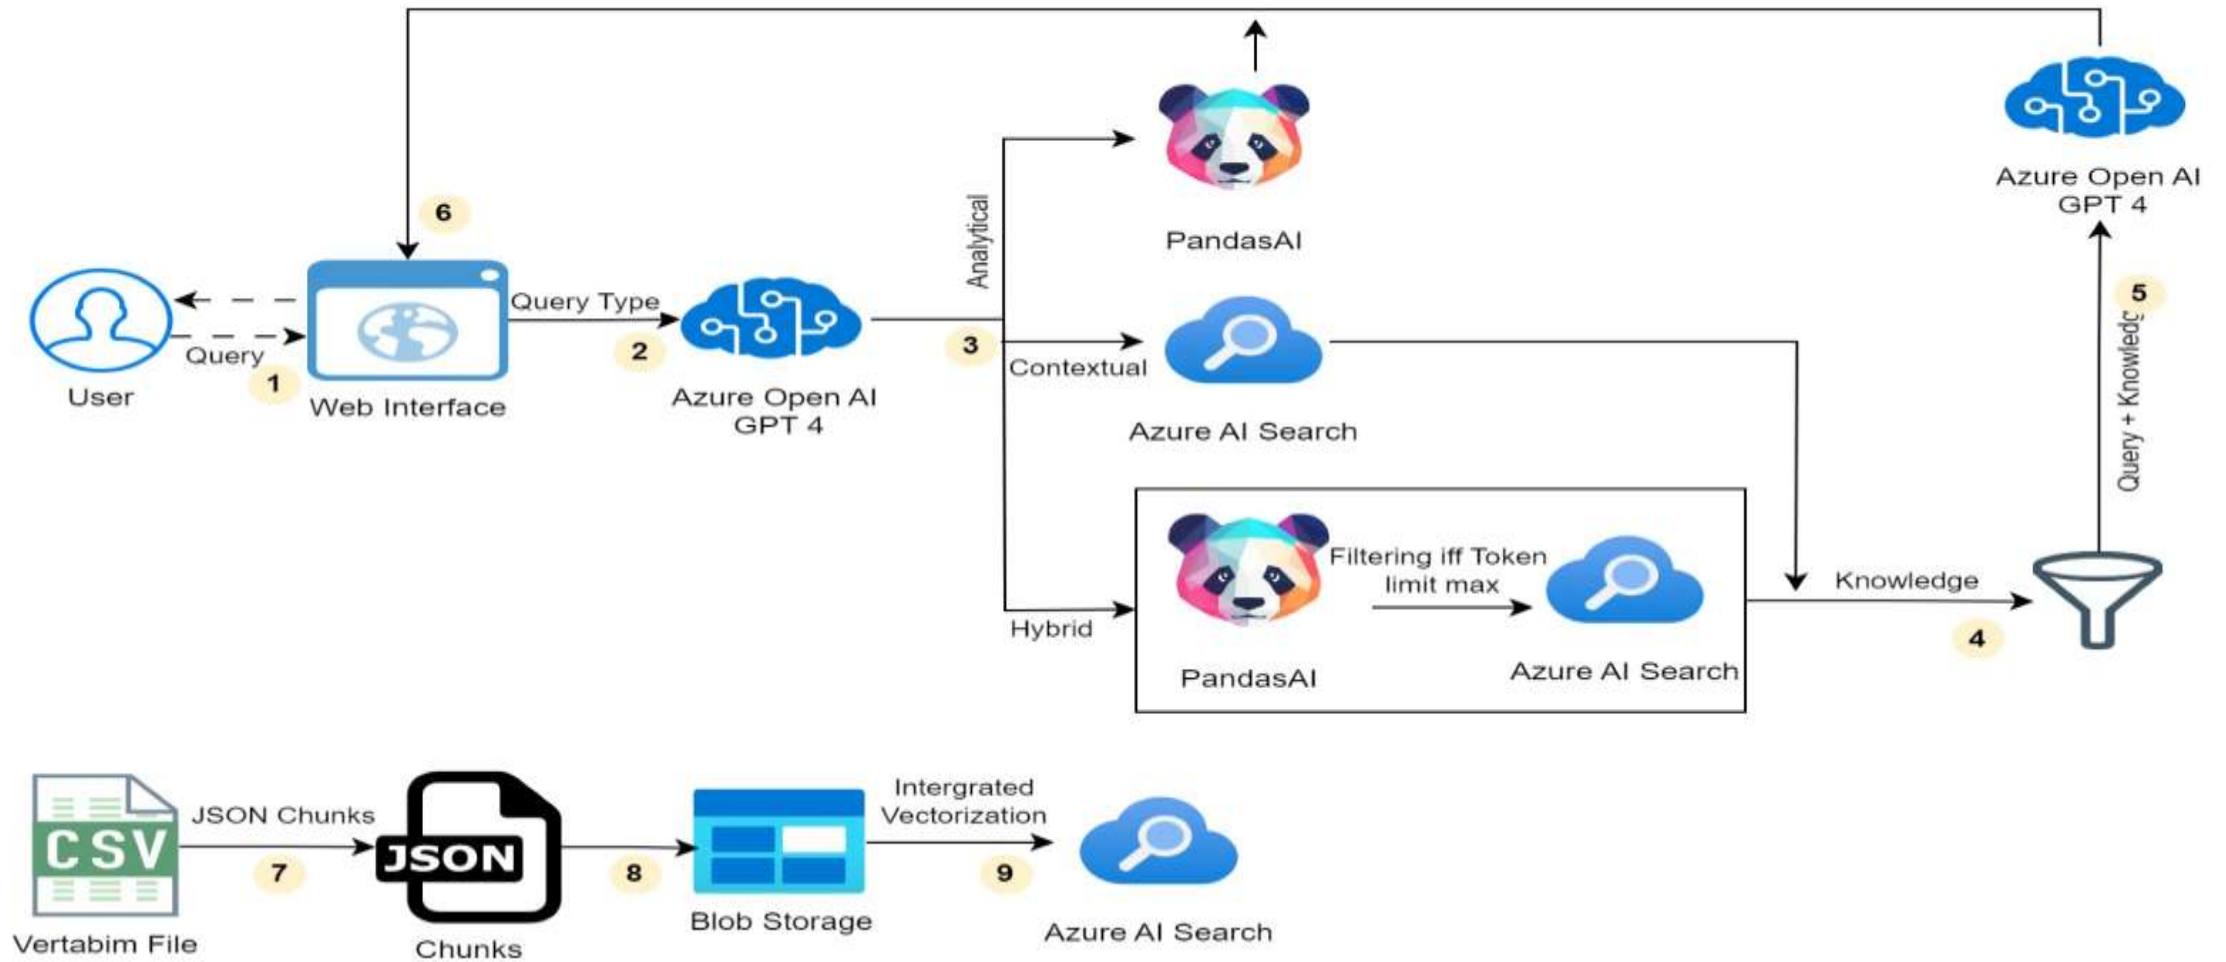 6
Analytical
PandasAI
Azure Open AI
GPT 4
5
Query + Knowledg
Query
1
User
Web Interface
Query Type
2
Azure Open AI
GPT 4
3
Contextual
Azure AI Search
Hybrid
PandasAI
Filtering iff Token
limit max
Azure AI Search
Knowledge
4
CSV
Vertabim File
JSON Chunks
7
JSON
Chunks
8
Blob Storage
Intergrated
Vectorization
9
Azure AI Search